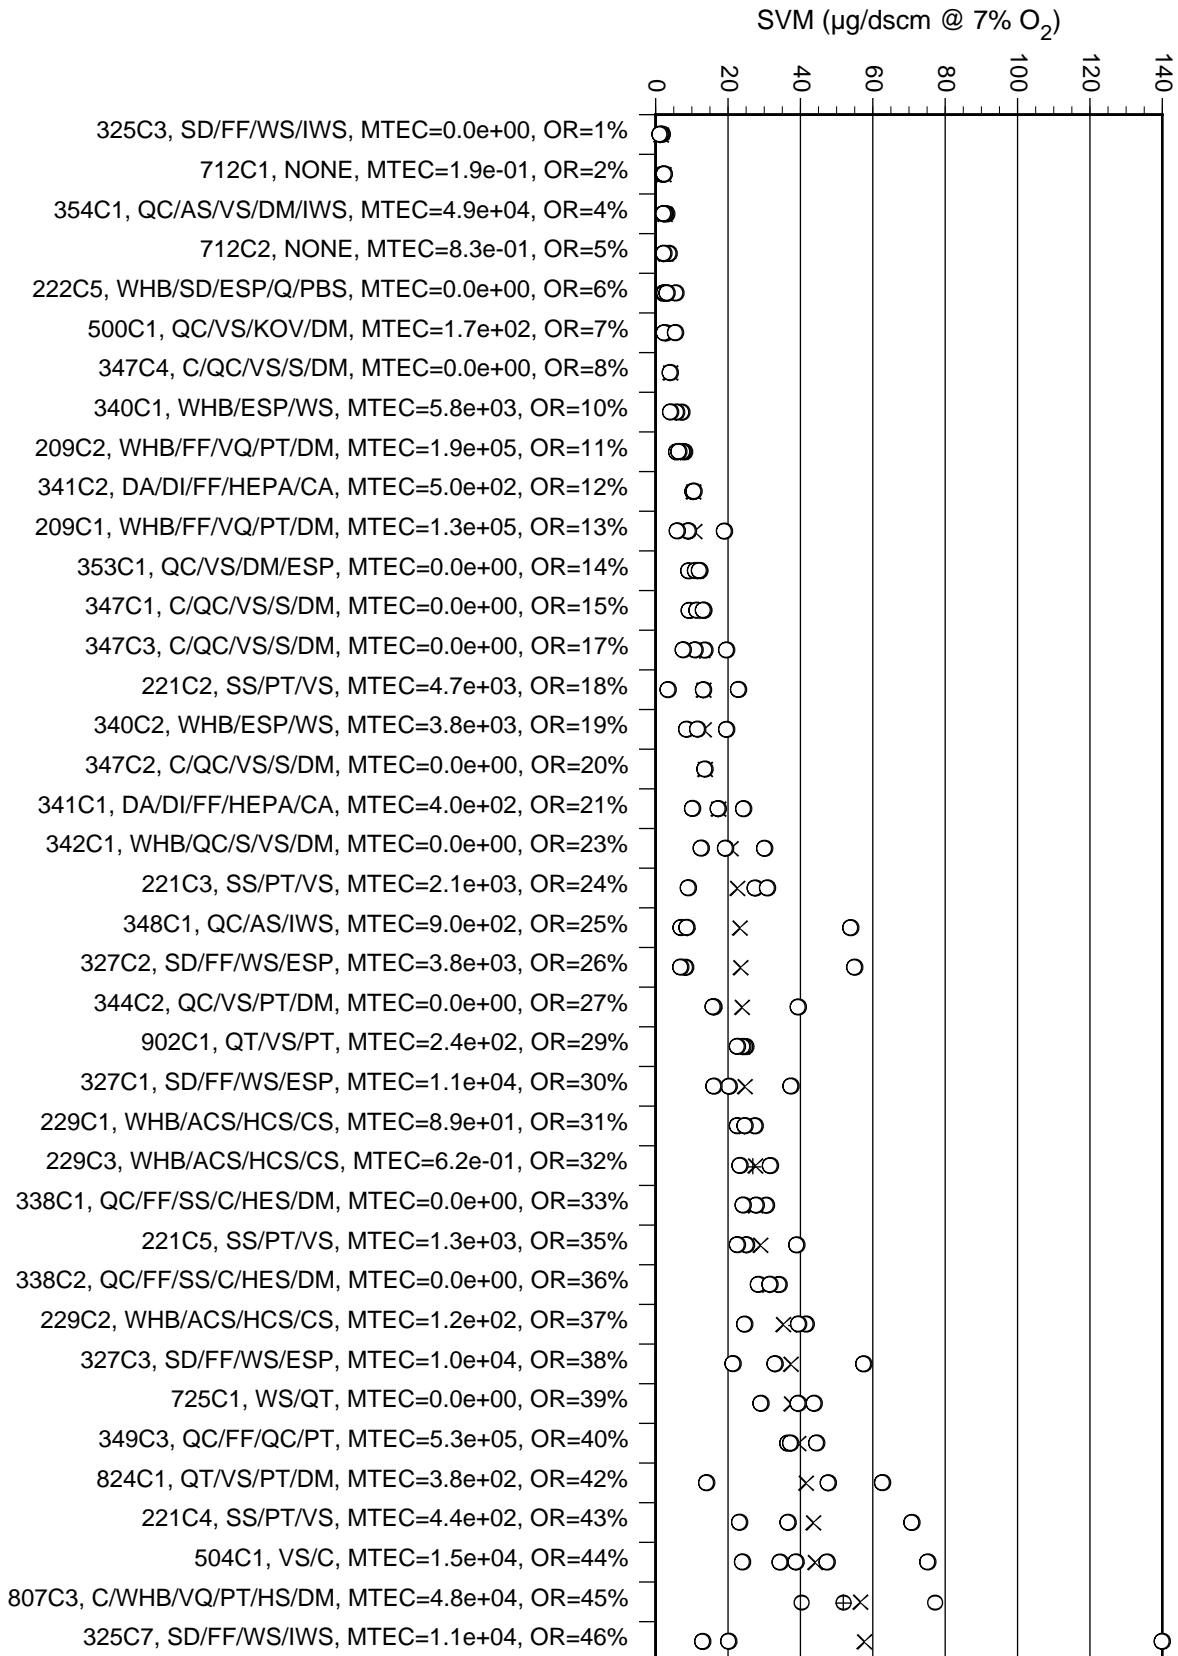 SVM (µg/dscm @ 7% O2)
0 20 40 60 80 100 120 140
325C3, SD/FF/WS/IWS, MTEC=0.0e+00, OR=1%
712C1, NONE, MTEC=1.9e-01, OR=2%
354C1, QC/AS/VS/DM/IWS, MTEC=4.9e+04, OR=4%
712C2, NONE, MTEC=8.3e-01, OR=5%
222C5, WHB/SD/ESP/Q/PBS, MTEC=0.0e+00, OR=6%
500C1, QC/VS/KOV/DM, MTEC=1.7e+02, OR=7%
347C4, C/QC/VS/S/DM, MTEC=0.0e+00, OR=8%
340C1, WHB/ESP/WS, MTEC=5.8e+03, OR=10%
209C2, WHB/FF/VQ/PT/DM, MTEC=1.9e+05, OR=11%
341C2, DA/DI/FF/HEPA/CA, MTEC=5.0e+02, OR=12%
209C1, WHB/FF/VQ/PT/DM, MTEC=1.3e+05, OR=13%
353C1, QC/VS/DM/ESP, MTEC=0.0e+00, OR=14%
347C1, C/QC/VS/S/DM, MTEC=0.0e+00, OR=15%
347C3, C/QC/VS/S/DM, MTEC=0.0e+00, OR=17%
221C2, SS/PT/VS, MTEC=4.7e+03, OR=18%
340C2, WHB/ESP/WS, MTEC=3.8e+03, OR=19%
347C2, C/QC/VS/S/DM, MTEC=0.0e+00, OR=20%
341C1, DA/DI/FF/HEPA/CA, MTEC=4.0e+02, OR=21%
342C1, WHB/QC/S/VS/DM, MTEC=0.0e+00, OR=23%
221C3, SS/PT/VS, MTEC=2.1e+03, OR=24%
348C1, QC/AS/IWS, MTEC=9.0e+02, OR=25%
327C2, SD/FF/WS/ESP, MTEC=3.8e+03, OR=26%
344C2, QC/VS/PT/DM, MTEC=0.0e+00, OR=27%
902C1, QT/VS/PT, MTEC=2.4e+02, OR=29%
327C1, SD/FF/WS/ESP, MTEC=1.1e+04, OR=30%
229C1, WHB/ACS/HCS/CS, MTEC=8.9e+01, OR=31%
229C3, WHB/ACS/HCS/CS, MTEC=6.2e-01, OR=32%
338C1, QC/FF/SS/C/HES/DM, MTEC=0.0e+00, OR=33%
221C5, SS/PT/VS, MTEC=1.3e+03, OR=35%
338C2, QC/FF/SS/C/HES/DM, MTEC=0.0e+00, OR=36%
229C2, WHB/ACS/HCS/CS, MTEC=1.2e+02, OR=37%
327C3, SD/FF/WS/ESP, MTEC=1.0e+04, OR=38%
725C1, WS/QT, MTEC=0.0e+00, OR=39%
349C3, QC/FF/QC/PT, MTEC=5.3e+05, OR=40%
824C1, QT/VS/PT/DM, MTEC=3.8e+02, OR=42%
221C4, SS/PT/VS, MTEC=4.4e+02, OR=43%
504C1, VS/C, MTEC=1.5e+04, OR=44%
807C3, C/WHB/VQ/PT/HS/DM, MTEC=4.8e+04, OR=45%
325C7, SD/FF/WS/IWS, MTEC=1.1e+04, OR=46%